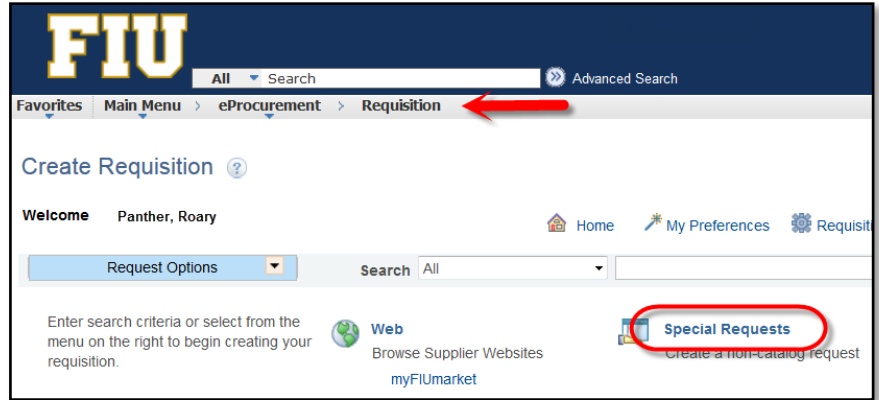 FIU
All Search Advanced Search
Favorites Main Menu > eProcurement > Requisition
Create Requisition ?
Welcome Panther, Roary
Home My Preferences Requisiti
Request Options Search All
Enter search criteria or select from the
menu on the right to begin creating your
requisition.
Web
Browse Supplier Websites
myFIUmarket
Special Requests
Create a non-catalog request